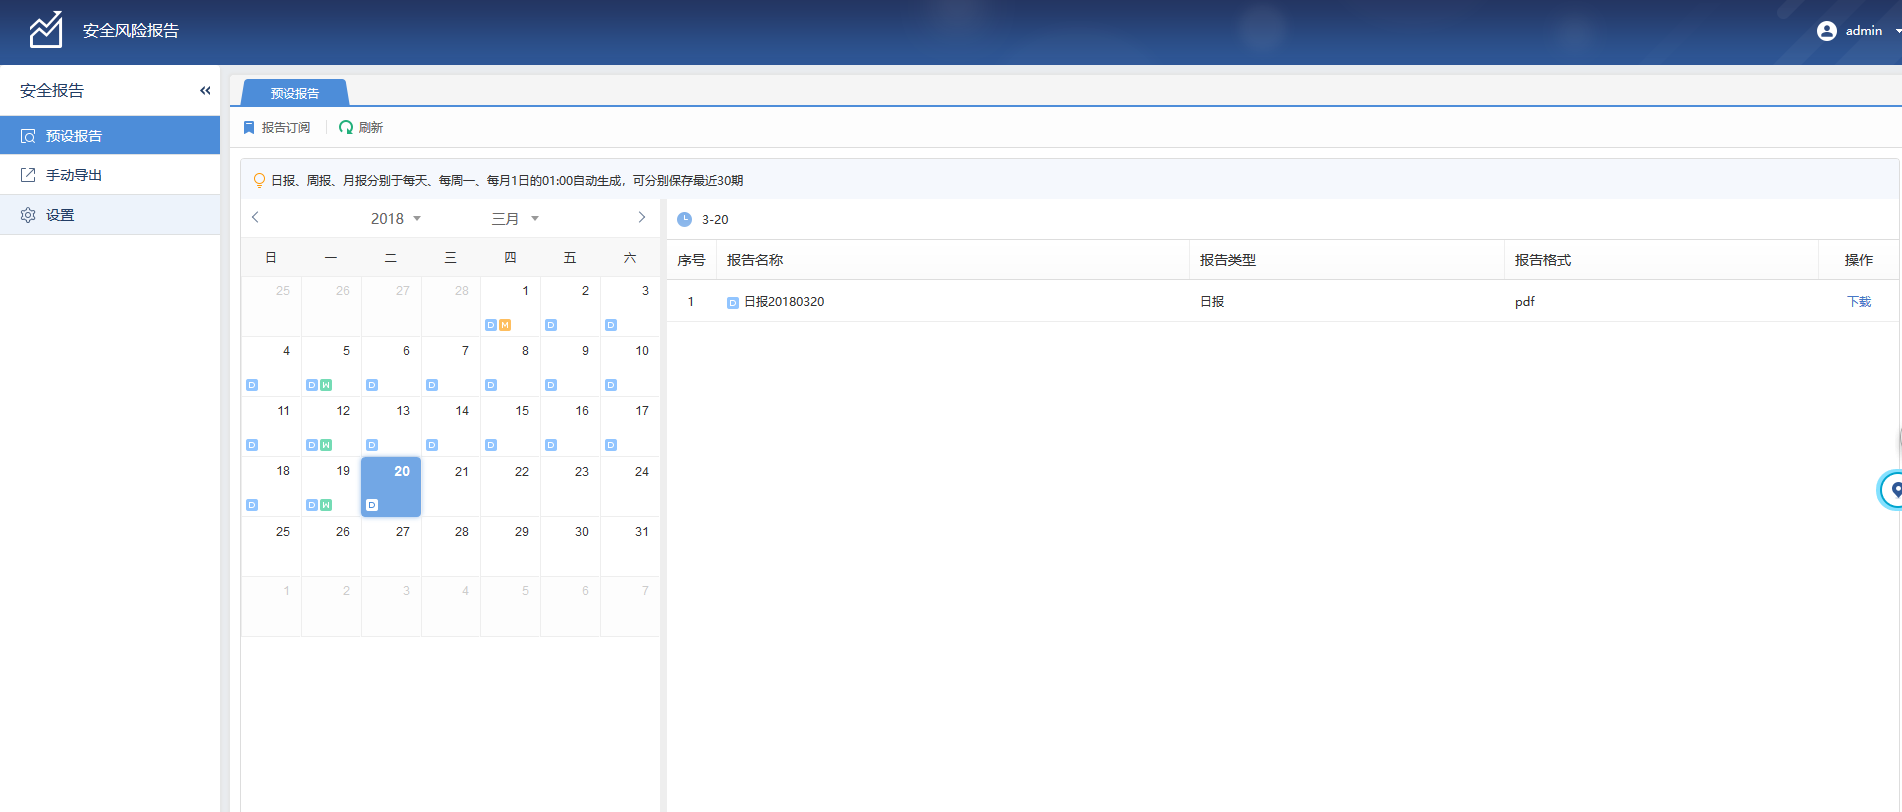 安全风险报告
admin
安全报告
预设报告
手动导出
设置
预设报告
报告订阅 刷新
日报、周报、月报分别于每天、每周一、每月1日的01:00自动生成，可分别保存最近30期
2018 三月
日 一 二 三 四 五 六
25 26 27 28 1 2 3
D M D D
4 5 6 7 8 9 10
D D W D D D D D
11 12 13 14 15 16 17
D D W D D D D D
18 19 20 21 22 23 24
D D W D
25 26 27 28 29 30 31
1 2 3 4 5 6 7
3-20
序号 报告名称 报告类型 报告格式 操作
1 D 日报20180320 日报 pdf 下载